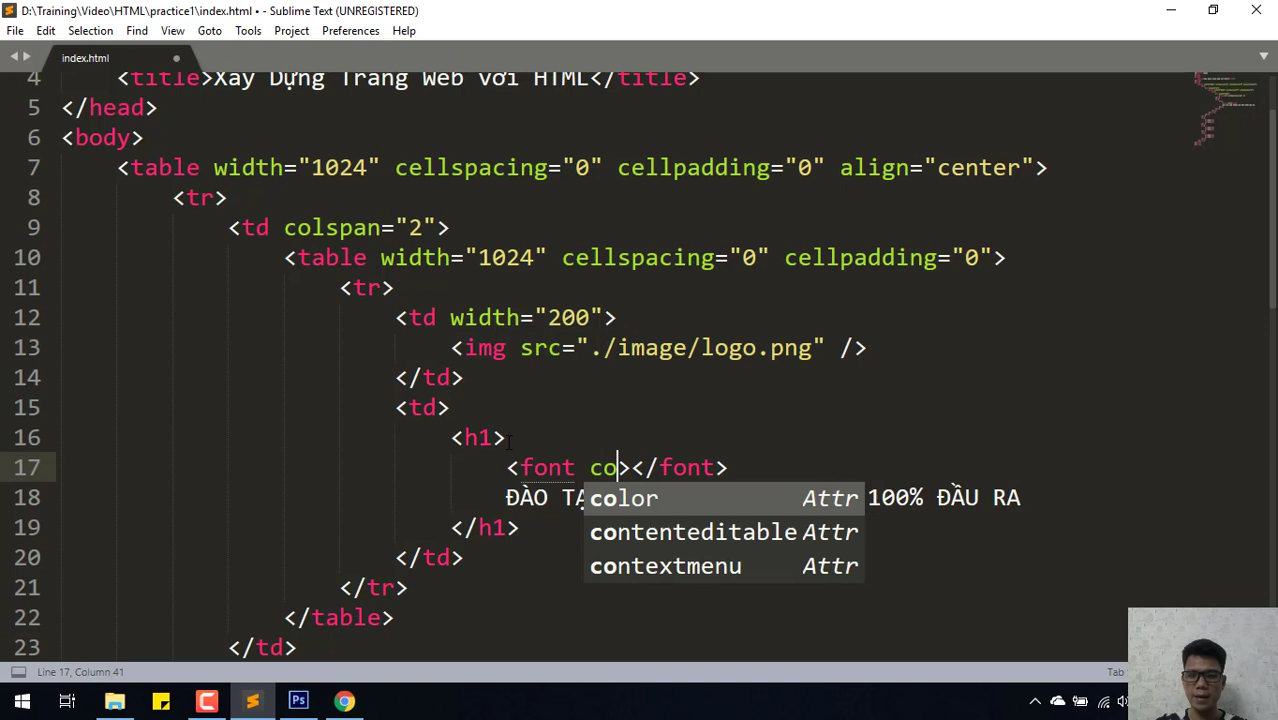 D:\Training\Video\HTML\practice1\index.html • - Sublime Text (UNREGISTERED)
File Edit Selection Find View Goto Tools Project Preferences Help
index.html
4 <title>Xây Dựng Trang Web với HTML</title>
5 </head>
6 <body>
7 <table width="1024" cellspacing="0" cellpadding="0" align="center">
8 <tr>
9 <td colspan="2">
10 <table width="1024" cellspacing="0" cellpadding="0">
11 <tr>
12 <td width="200">
13 <img src="./image/logo.png" />
14 </td>
15 <td>
16 <h1>
17 <font co></font>
18 ĐÀO 100% ĐẦU RA
color Attr
contenteditable Attr
contextmenu Attr
19 </h1>
20 </td>
21 </tr>
22 </table>
23 </td>
Line 17, Column 41
Tab
Ps